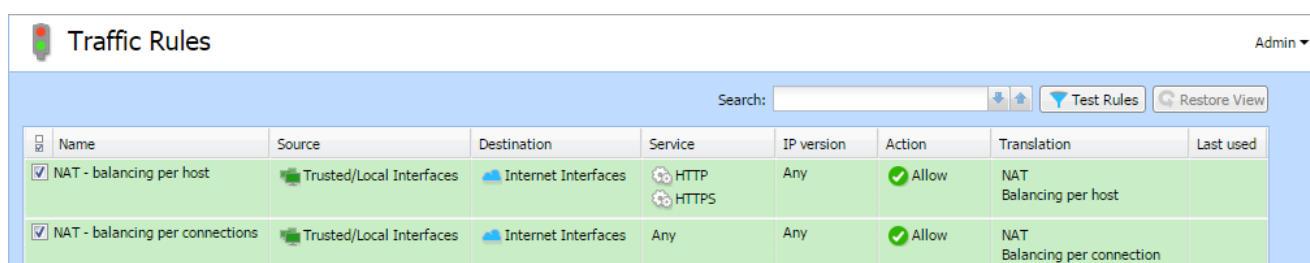 Traffic Rules
Admin
Search:
Test Rules
Restore View
Name Source Destination Service IP version Action Translation Last used
NAT - balancing per host Trusted/Local Interfaces Internet Interfaces HTTP Any Allow NAT
HTTPS Balancing per host
NAT - balancing per connections Trusted/Local Interfaces Internet Interfaces Any Any Allow NAT
Balancing per connection